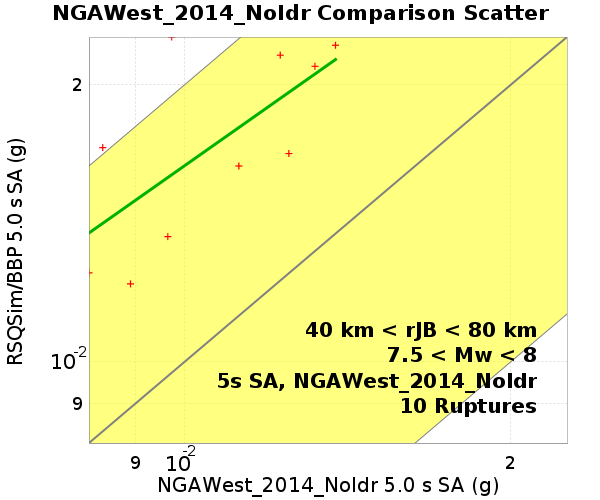 NGAWest_2014_NoIdr Comparison Scatter
RSQSim/BBP 5.0 s SA (g)
2
10-2
9
40 km < rJB < 80 km
7.5 < Mw < 8
5s SA, NGAWest_2014_NoIdr
10 Ruptures
9 10-2 2
NGAWest_2014_NoIdr 5.0 s SA (g)